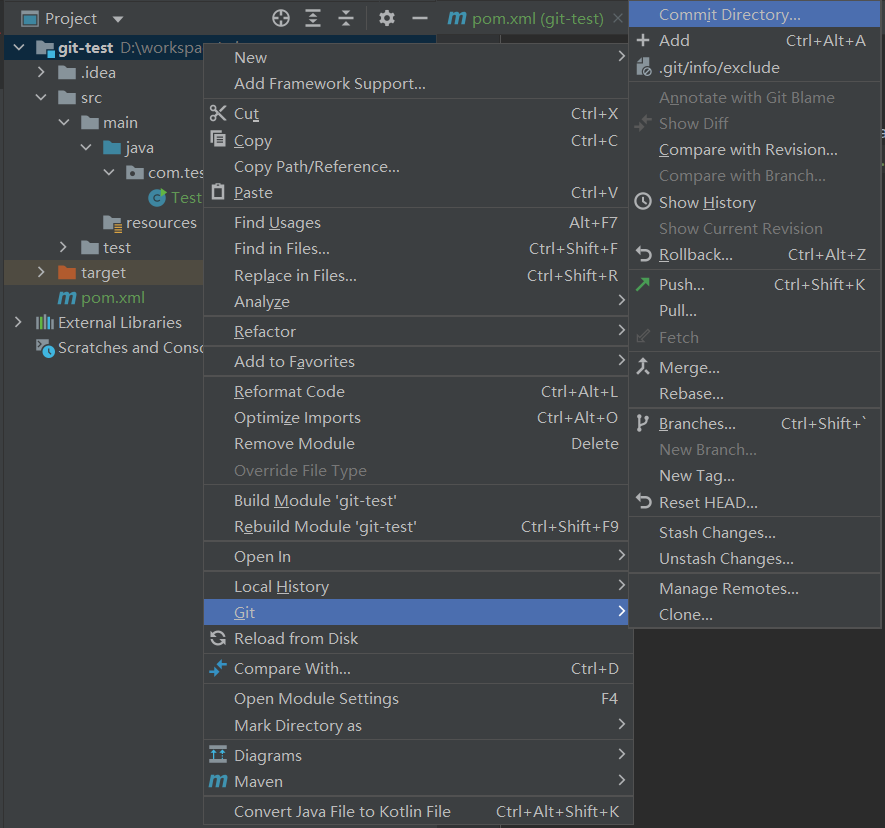 Project
pom.xml (git-test)
git-test D:\workspa
.idea
src
main
java
com.tes
Test
resources
test
target
pom.xml
External Libraries
Scratches and Conso
New
Add Framework Support...
Cut Ctrl+X
Copy Ctrl+C
Copy Path/Reference...
Paste Ctrl+V
Find Usages Alt+F7
Find in Files... Ctrl+Shift+F
Replace in Files... Ctrl+Shift+R
Analyze
Refactor
Add to Favorites
Reformat Code Ctrl+Alt+L
Optimize Imports Ctrl+Alt+O
Remove Module Delete
Override File Type
Build Module 'git-test'
Rebuild Module 'git-test' Ctrl+Shift+F9
Open In
Local History
Git
Reload from Disk
Compare With... Ctrl+D
Open Module Settings F4
Mark Directory as
Diagrams
Maven
Convert Java File to Kotlin File Ctrl+Alt+Shift+K
Commit Directory...
Add Ctrl+Alt+A
.git/info/exclude
Annotate with Git Blame
Show Diff
Compare with Revision...
Compare with Branch...
Show History
Show Current Revision
Rollback... Ctrl+Alt+Z
Push... Ctrl+Shift+K
Pull...
Fetch
Merge...
Rebase...
Branches... Ctrl+Shift+`
New Branch...
New Tag...
Reset HEAD...
Stash Changes...
Unstash Changes...
Manage Remotes...
Clone...